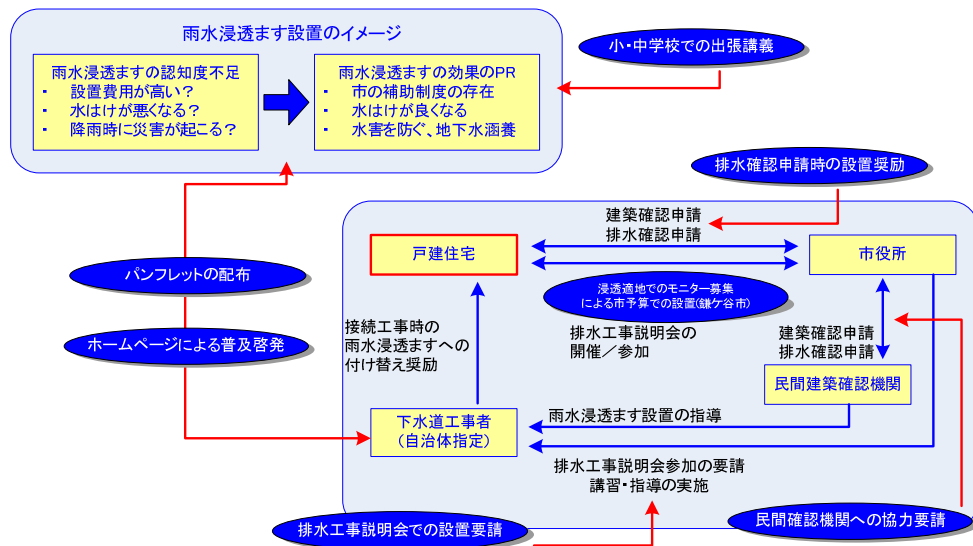 雨水浸透ます設置のイメージ
雨水浸透ますの認知度不足
・ 設置費用が高い？
・ 水はけが悪くなる？
・ 降雨時に災害が起こる？
雨水浸透ますの効果のPR
・ 市の補助制度の存在
・ 水はけが良くなる
・ 水害を防ぐ、地下水涵養
小・中学校での出張講義
排水確認申請時の設置奨励
建築確認申請
排水確認申請
戸建住宅
市役所
パンフレットの配布
浸透適地でのモニター募集
による市予算での設置(鎌ケ谷市)
接続工事時の
雨水浸透ますへの
付け替え奨励
排水工事説明会の
開催／参加
建築確認申請
排水確認申請
ホームページによる普及啓発
民間建築確認機関
下水道工事者
（自治体指定）
雨水浸透ます設置の指導
排水工事説明会参加の要請
講習・指導の実施
排水工事説明会での設置要請
民間確認機関への協力要請